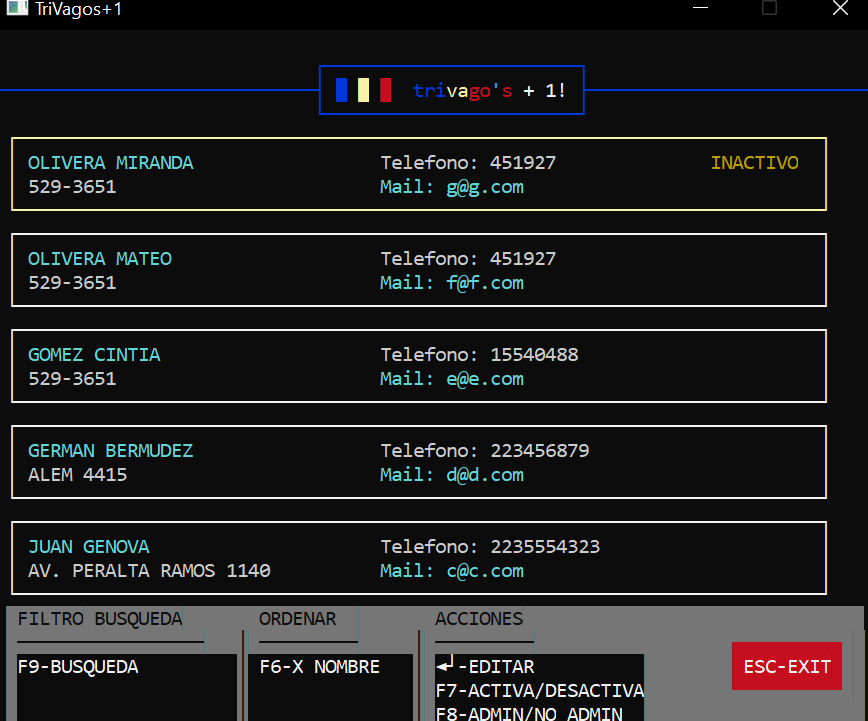 TriVagos+1
trivago's + 1!
OLIVERA MIRANDA Telefono: 451927 INACTIVO
529-3651 Mail: g@g.com
OLIVERA MATEO Telefono: 451927
529-3651 Mail: f@f.com
GOMEZ CINTIA Telefono: 15540488
529-3651 Mail: e@e.com
GERMAN BERMUDEZ Telefono: 223456879
ALEM 4415 Mail: d@d.com
JUAN GENOVA Telefono: 2235554323
AV. PERALTA RAMOS 1140 Mail: c@c.com
FILTRO BUSQUEDA ORDENAR ACCIONES
F9-BUSQUEDA F6-X NOMBRE ↵-EDITAR ESC-EXIT
F7-ACTIVA/DESACTIVA
F8-ADMIN/NO ADMIN